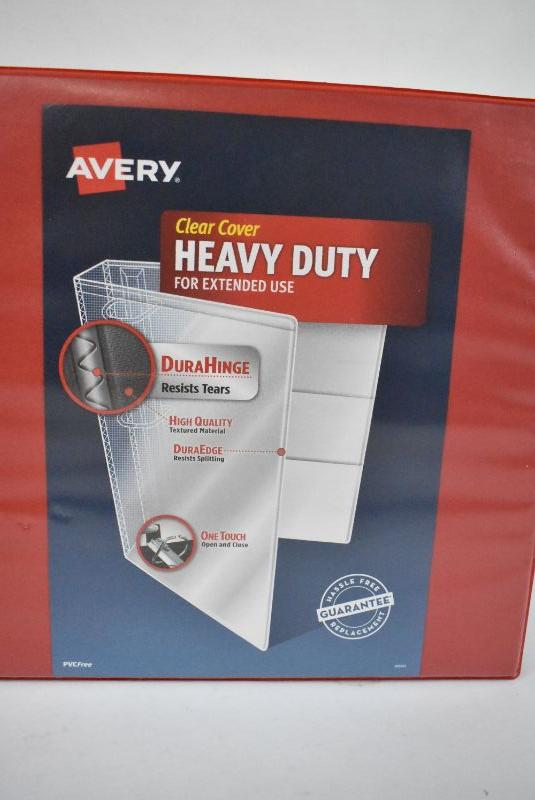 AVERY®
Clear Cover
HEAVY DUTY
FOR EXTENDED USE
DURAHINGE
Resists Tears
HIGH QUALITY
Textured Material
DURAEDGE
Resists Splitting
ONE TOUCH
Open and Close
HASSLE FREE
GUARANTEE
REPLACEMENT
PVCFree